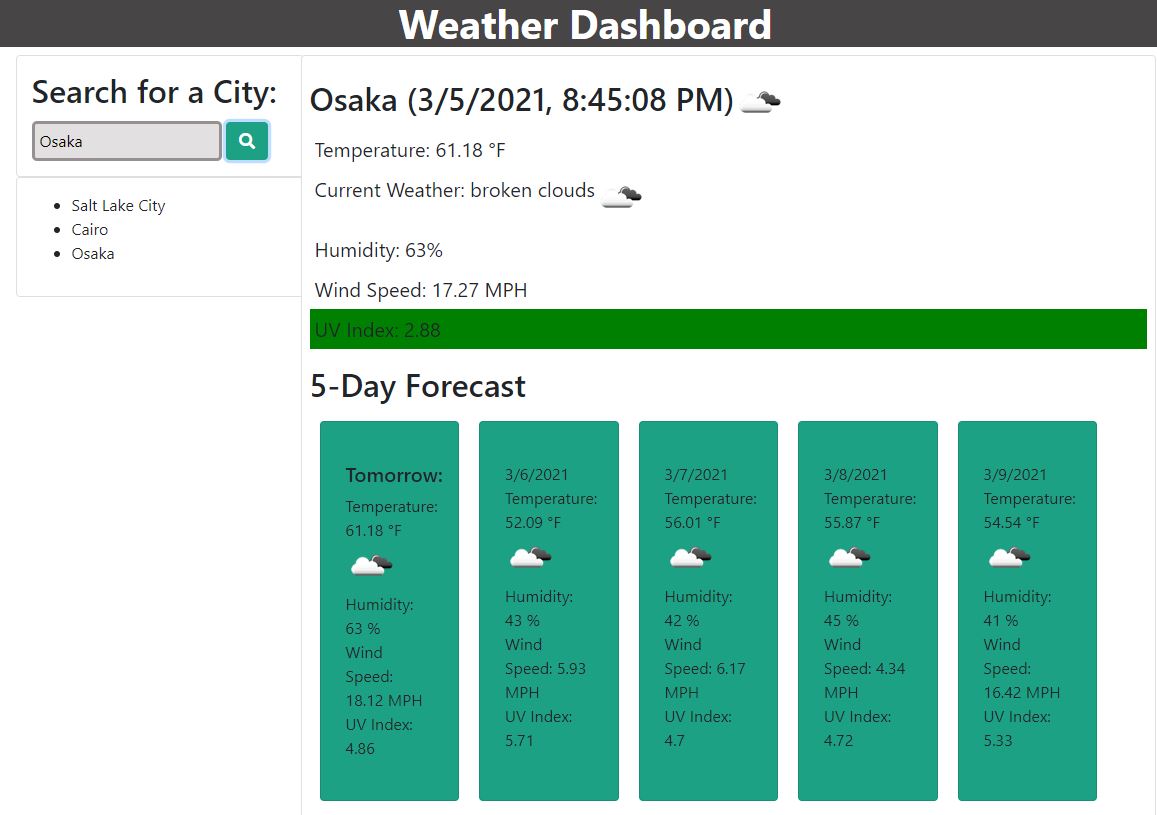 Weather Dashboard
Search for a City:
Osaka
Salt Lake City
Cairo
Osaka
Osaka (3/5/2021, 8:45:08 PM)
Temperature: 61.18 °F
Current Weather: broken clouds
Humidity: 63%
Wind Speed: 17.27 MPH
UV Index: 2.88
5-Day Forecast
Tomorrow:
Temperature:
61.18 °F
Humidity:
63 %
Wind
Speed:
18.12 MPH
UV Index:
4.86
3/6/2021
Temperature:
52.09 °F
Humidity:
43 %
Wind
Speed: 5.93
MPH
UV Index:
5.71
3/7/2021
Temperature:
56.01 °F
Humidity:
42 %
Wind
Speed: 6.17
MPH
UV Index:
4.7
3/8/2021
Temperature:
55.87 °F
Humidity:
45 %
Wind
Speed: 4.34
MPH
UV Index:
4.72
3/9/2021
Temperature:
54.54 °F
Humidity:
41 %
Wind
Speed:
16.42 MPH
UV Index:
5.33